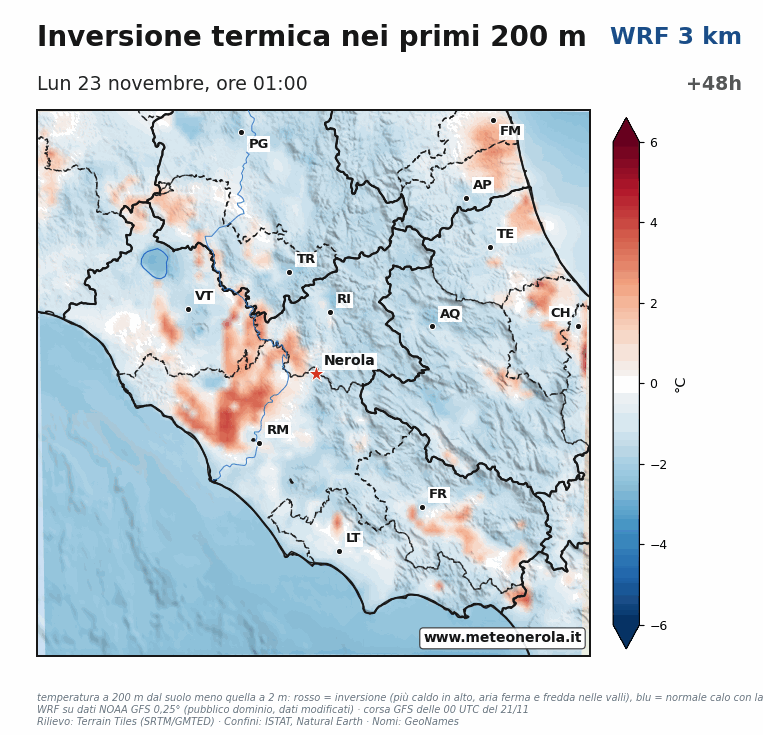 Inversione termica nei primi 200 m WRF 3 km
Lun 23 novembre, ore 01:00 +48h
FM
PG
AP
TE
TR
VT
RI
AQ
CH
Nerola
RM
FR
LT
www.meteonerola.it
6
4
2
0
−2
−4
−6
°C
temperatura a 200 m dal suolo meno quella a 2 m: rosso = inversione (più caldo in alto, aria ferma e fredda nelle valli), blu = normale calo con la
WRF su dati NOAA GFS 0,25° (pubblico dominio, dati modificati) · corsa GFS delle 00 UTC del 21/11
Rilievo: Terrain Tiles (SRTM/GMTED) · Confini: ISTAT, Natural Earth · Nomi: GeoNames